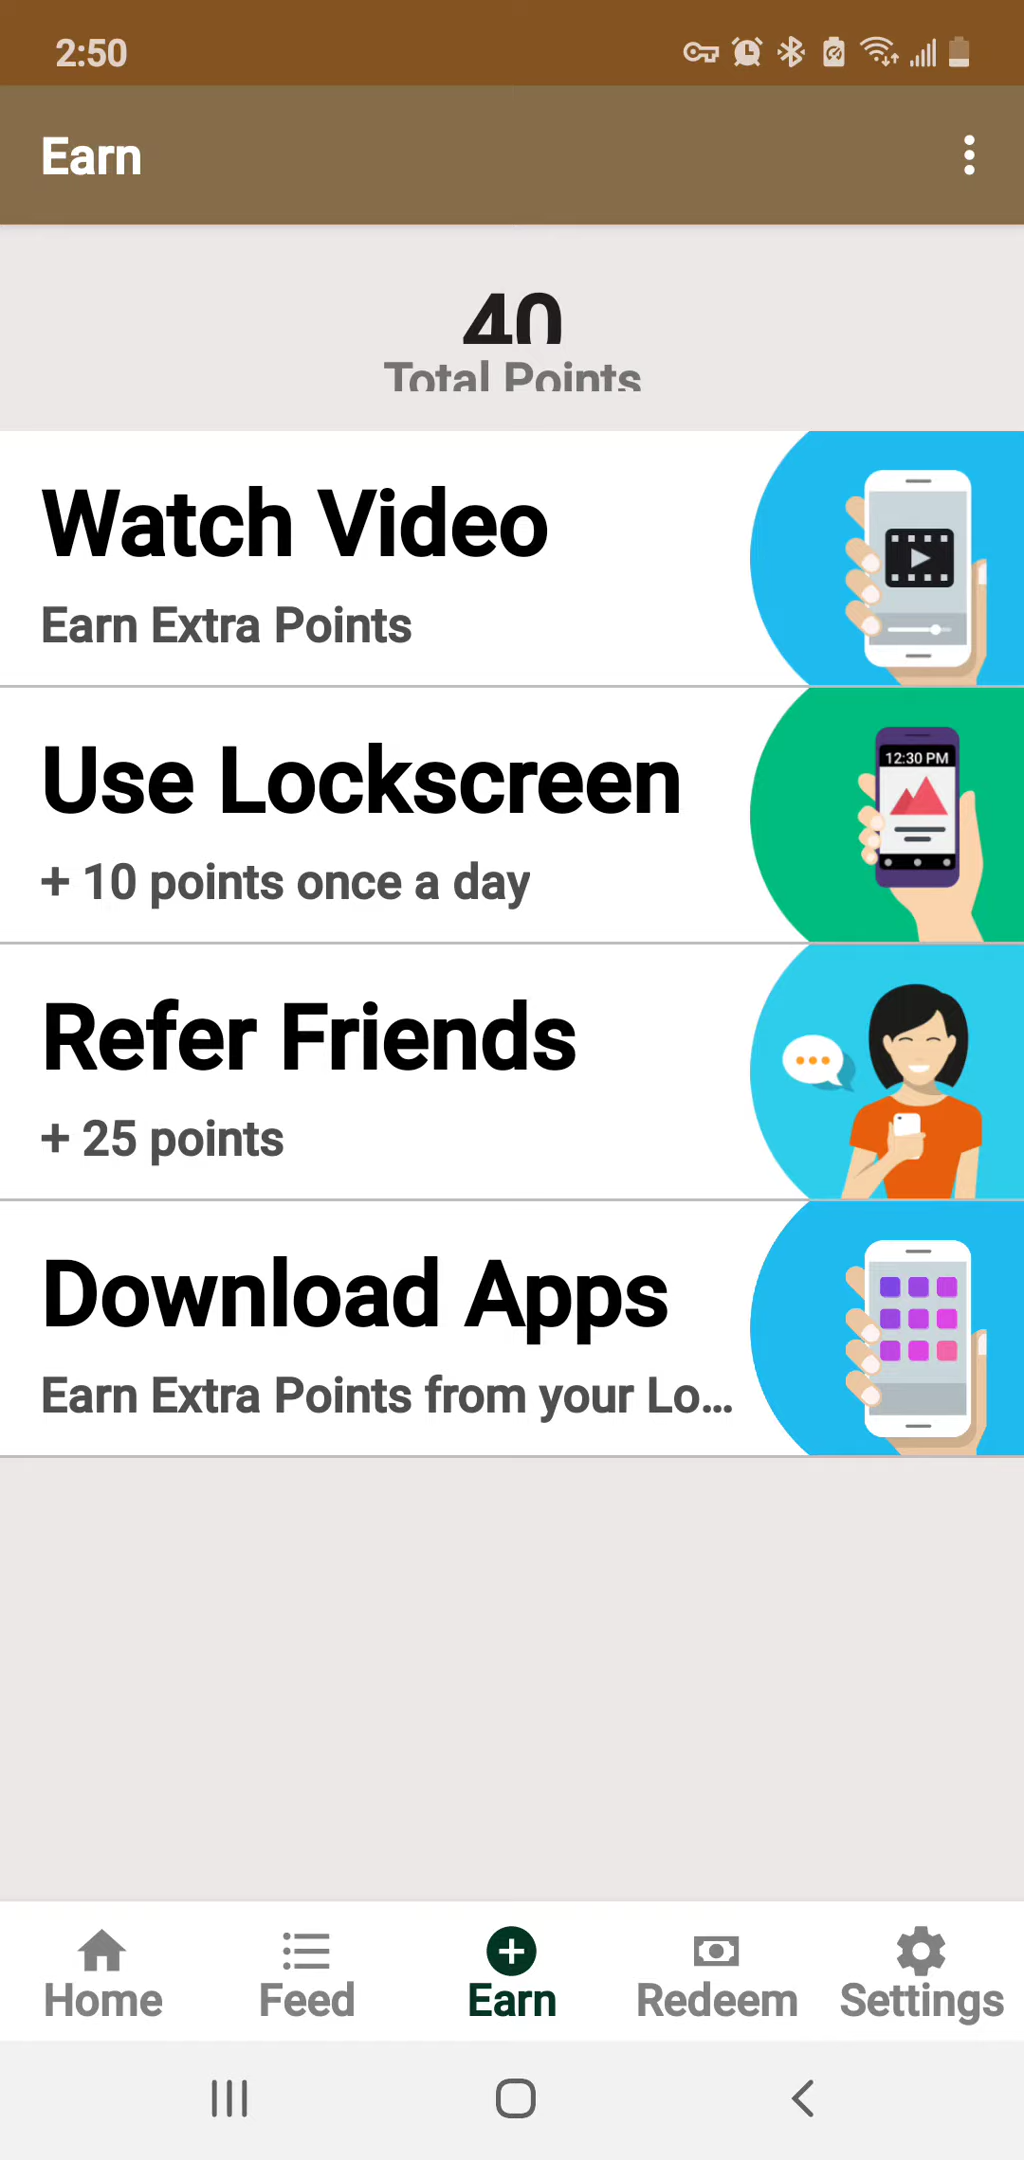 2:50
Earn
40
Total Points
Watch Video
Earn Extra Points
Use Lockscreen
+ 10 points once a day
12:30 PM
Refer Friends
+ 25 points
Download Apps
Earn Extra Points from your Lo...
Home
Feed
Earn
Redeem
Settings